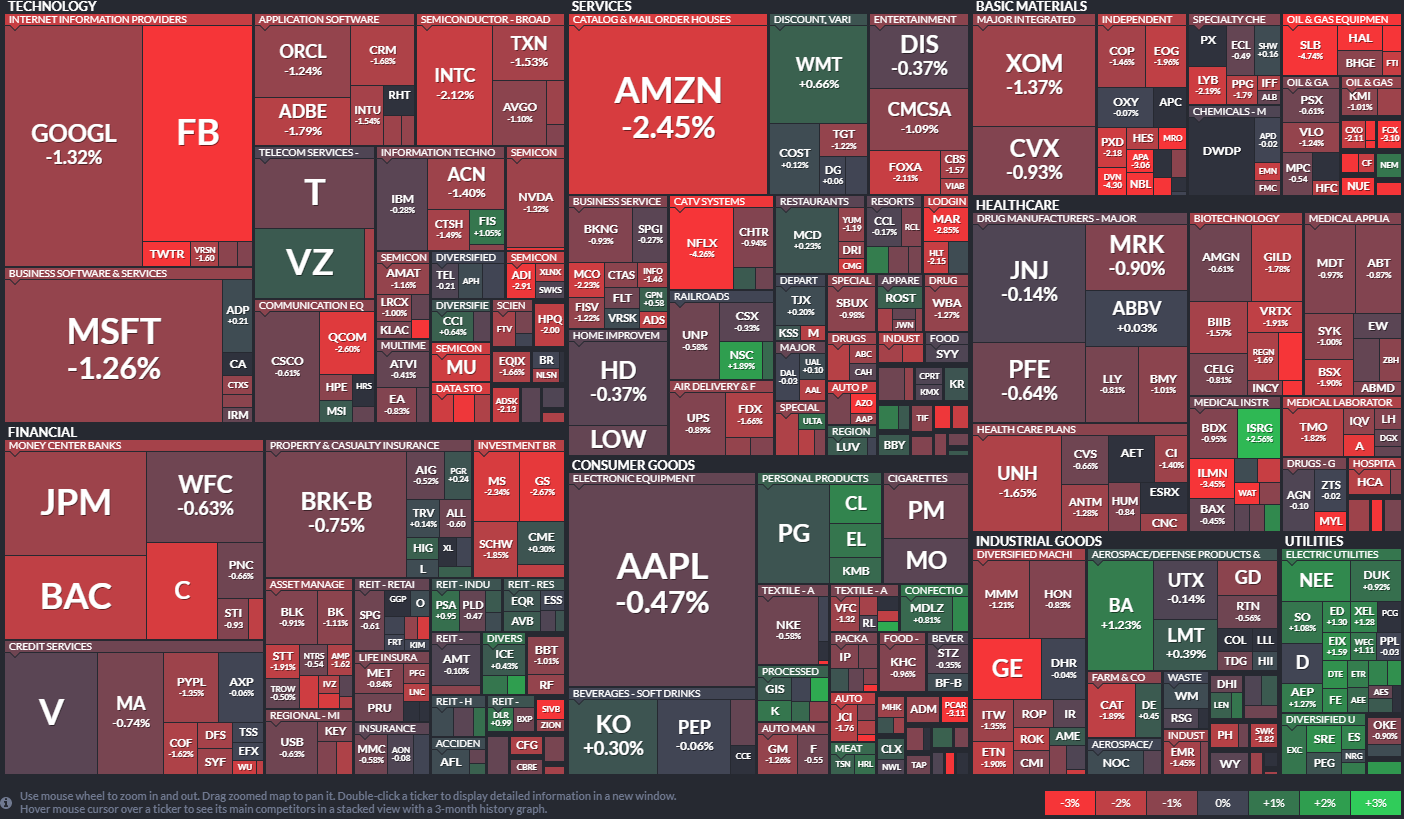 TECHNOLOGY
INTERNET INFORMATION PROVIDERS
GOOGL
-1.32%
FB
TWTR
VRSN
-1.60
APPLICATION SOFTWARE
ORCL
-1.24%
CRM
-1.68%
ADBE
-1.79%
INTU
-1.54%
RHT
SEMICONDUCTOR - BROAD
INTC
-2.12%
TXN
-1.53%
AVGO
-1.10%
BUSINESS SOFTWARE & SERVICES
MSFT
-1.26%
ADP
+0.21
CA
CTXS
IRM
TELECOM SERVICES -
T
VZ
INFORMATION TECHNO
IBM
-0.28%
ACN
-1.40%
CTSH
-1.49%
FIS
+1.05%
SEMICON
NVDA
-1.32%
COMMUNICATION EQ
CSCO
-0.61%
QCOM
-2.60%
HPE
HRS
MSI
SEMICON
AMAT
-1.16%
LRCX
-1.00%
KLAC
DIVERSIFIED
TEL
-0.21
APH
SEMICON
ADI
-2.91
XLNX
SWKS
DIVERSIFIE
CCI
+0.64%
SCIEN
FTV
HPQ
-2.00
MULTIME
ATVI
-0.41%
EA
-0.83%
SEMICON
MU
DATA STO
EQIX
-1.66%
BR
NLSN
ADSK
-2.13
SERVICES
CATALOG & MAIL ORDER HOUSES
AMZN
-2.45%
DISCOUNT, VARI
WMT
+0.66%
COST
+0.12%
TGT
-1.22%
DG
+0.06
ENTERTAINMENT
DIS
-0.37%
CMCSA
-1.09%
FOXA
-2.11%
CBS
-1.57
VIAB
BUSINESS SERVICE
BKNG
-0.93%
SPGI
-0.27%
MCO
-2.23%
CTAS
INFO
-1.46
FISV
-1.22%
FLT
GPN
+0.58
VRSK
ADS
CATV SYSTEMS
NFLX
-4.26%
CHTR
-0.94%
RESTAURANTS
MCD
+0.23%
YUM
-1.19
DRI
CMG
RESORTS
CCL
-0.17%
RCL
LODGIN
MAR
-2.85%
HLT
-2.15
RAILROADS
UNP
-0.58%
CSX
-0.33%
NSC
+1.89%
DEPART
TJX
+0.20%
KSS
M
SPECIAL
SBUX
-0.98%
APPARE
ROST
JWN
DRUG
WBA
-1.27%
HOME IMPROVEM
HD
-0.37%
LOW
MAJOR
DAL
-0.03
UAL
+0.10
AAL
DRUGS
ABC
CAH
INDUST
FOOD
SYY
AIR DELIVERY & F
UPS
-0.89%
FDX
-1.66%
CPRT
KMX
KR
AUTO P
AZO
AAP
SPECIAL
ULTA
TIF
REGION
LUV
BBY
BASIC MATERIALS
MAJOR INTEGRATED
XOM
-1.37%
CVX
-0.93%
INDEPENDENT
COP
-1.46%
EOG
-1.96%
OXY
-0.07%
APC
PXD
-2.18
HES
MRO
APA
-3.06
DVN
-4.30
NBL
SPECIALTY CHE
PX
ECL
-0.49
SHW
+0.16
LYB
-2.19%
PPG
-1.79
IFF
ALB
OIL & GAS EQUIPMEN
SLB
-4.74%
HAL
BHGE
FTI
CHEMICALS - M
DWDP
APD
-0.02
EMN
FMC
OIL & GA
PSX
-0.61%
VLO
-1.24%
MPC
-0.54
HFC
OIL & GAS
KMI
-1.01%
CXO
-2.11
FCX
-2.10
CF
NEM
NUE
HEALTHCARE
DRUG MANUFACTURERS - MAJOR
JNJ
-0.14%
MRK
-0.90%
ABBV
+0.03%
PFE
-0.64%
LLY
-0.81%
BMY
-1.01%
BIOTECHNOLOGY
AMGN
-0.61%
GILD
-1.78%
BIIB
-1.57%
VRTX
-1.91%
CELG
-0.81%
REGN
-1.69
INCY
MEDICAL APPLIA
MDT
-0.97%
ABT
-0.87%
SYK
-1.00%
EW
ZBH
BSX
-1.90%
ABMD
HEALTH CARE PLANS
UNH
-1.65%
CVS
-0.66%
AET
CI
-1.40%
ANTM
-1.28%
HUM
-0.84
ESRX
CNC
MEDICAL INSTR
BDX
-0.95%
ISRG
+2.56%
ILMN
-3.45%
WAT
BAX
-0.45%
MEDICAL LABORATOR
TMO
-1.82%
IQV
LH
A
DGX
DRUGS - G
AGN
-0.10
ZTS
-0.02
MYL
HOSPITA
HCA
FINANCIAL
MONEY CENTER BANKS
JPM
WFC
-0.63%
BAC
C
PNC
-0.66%
STI
-0.93
PROPERTY & CASUALTY INSURANCE
BRK-B
-0.75%
AIG
-0.52%
PGR
+0.24
TRV
+0.14%
ALL
-0.60
HIG
XL
L
INVESTMENT BR
MS
-2.34%
GS
-2.67%
SCHW
-1.85%
CME
+0.30%
CREDIT SERVICES
V
MA
-0.74%
PYPL
-1.35%
AXP
-0.06%
COF
-1.62%
DFS
TSS
SYF
EFX
WU
ASSET MANAGE
BLK
-0.91%
BK
-1.11%
STT
-1.91%
NTRS
-0.54
AMP
-1.62
TROW
-0.50%
IVZ
REIT - RETAI
SPG
-0.61
GGP
O
FRT
KIM
REIT - INDU
PSA
+0.95
PLD
-0.47
REIT - RES
EQR
ESS
AVB
LIFE INSURA
MET
-0.84%
PFG
LNC
PRU
REIT -
AMT
-0.10%
DIVERS
ICE
+0.43%
BBT
-1.01%
RF
REGIONAL - MI
USB
-0.63%
KEY
INSURANCE
MMC
-0.58%
AON
-0.08
REIT - H
REIT -
DLR
+0.99
BXP
SIVB
ZION
ACCIDEN
AFL
CFG
CBRE
CONSUMER GOODS
ELECTRONIC EQUIPMENT
AAPL
-0.47%
PERSONAL PRODUCTS
PG
CL
EL
KMB
CIGARETTES
PM
MO
BEVERAGES - SOFT DRINKS
KO
+0.30%
PEP
-0.06%
CCE
TEXTILE - A
NKE
-0.58%
TEXTILE - A
VFC
-1.32
RL
CONFECTIO
MDLZ
+0.81%
PACKA
IP
FOOD -
KHC
-0.96%
BEVER
STZ
-0.35%
BF-B
PROCESSED
GIS
K
AUTO
JCI
-1.76
MHK
ADM
PCAR
-3.11
AUTO MAN
GM
-1.26%
F
-0.55
MEAT
TSN
HRL
CLX
NWL
TAP
INDUSTRIAL GOODS
DIVERSIFIED MACHI
MMM
-1.21%
HON
-0.83%
GE
DHR
-0.04%
ITW
-1.35%
ROP
IR
ETN
-1.90%
ROK
AME
CMI
AEROSPACE/DEFENSE PRODUCTS &
BA
+1.23%
UTX
-0.14%
LMT
+0.39%
GD
RTN
-0.56%
COL
LLL
TDG
HII
FARM & CO
CAT
-1.89%
DE
+0.45
WASTE
WM
RSG
DHI
LEN
AEROSPACE/
NOC
INDUST
EMR
-1.45%
PH
SWK
-1.82
WY
UTILITIES
ELECTRIC UTILITIES
NEE
DUK
+0.92%
SO
+1.08%
ED
+1.30
XEL
+1.28
PCG
D
EIX
+1.59
WEC
+1.11
PPL
-0.03
DTE
ETR
AEP
+1.27%
FE
AEE
AES
DIVERSIFIED U
EXC
SRE
ES
PEG
NRG
OKE
-0.90%
Use mouse wheel to zoom in and out. Drag zoomed map to pan it. Double-click a ticker to display detailed information in a new window.
Hover mouse cursor over a ticker to see its main competitors in a stacked view with a 3-month history graph.
-3% -2% -1% 0% +1% +2% +3%